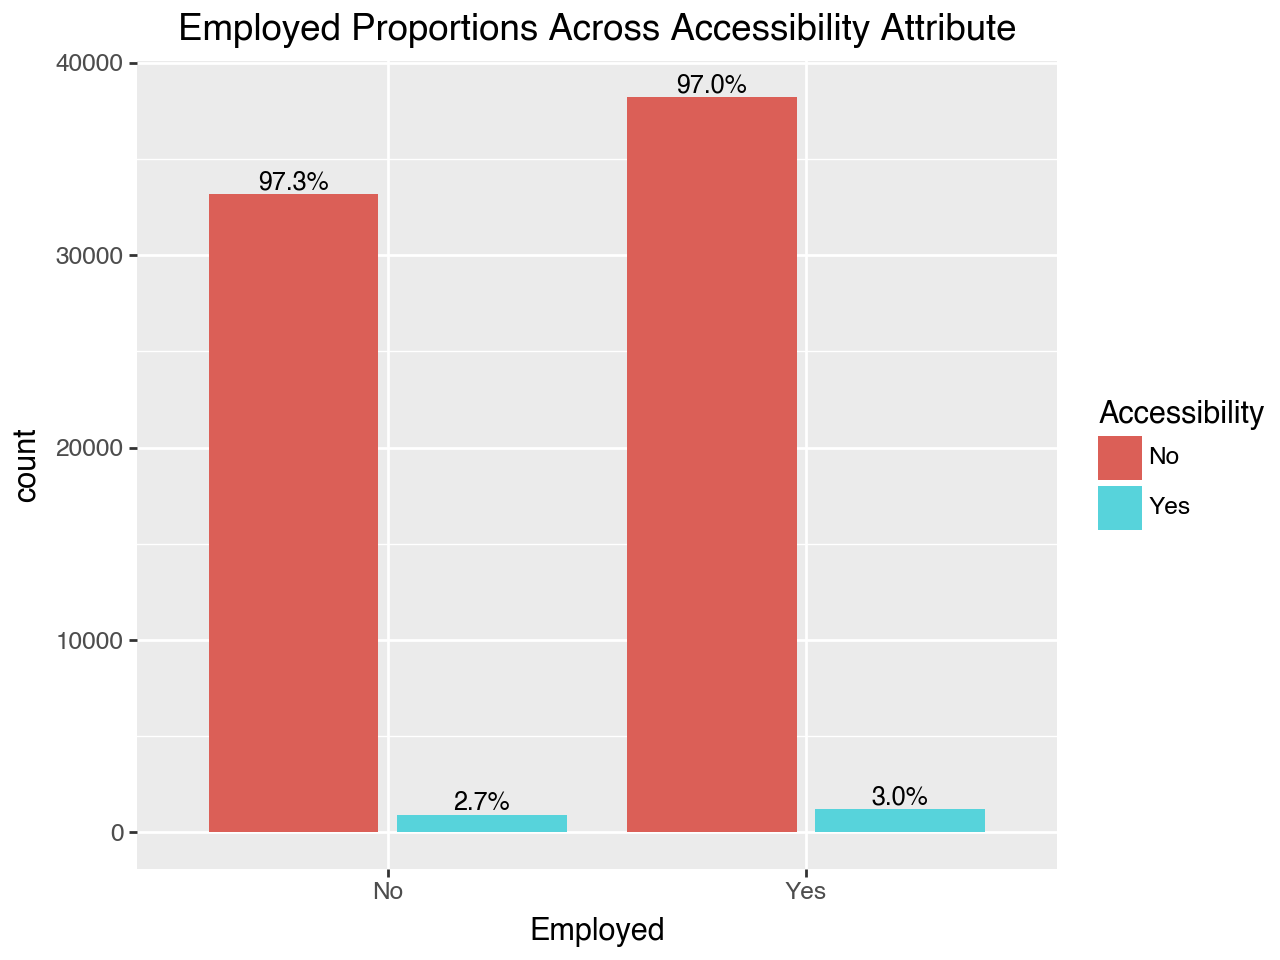 Employed Proportions Across Accessibility Attribute
40000
30000
20000
10000
0
count
97.3%
2.7%
97.0%
3.0%
No
Yes
Employed
Accessibility
No
Yes